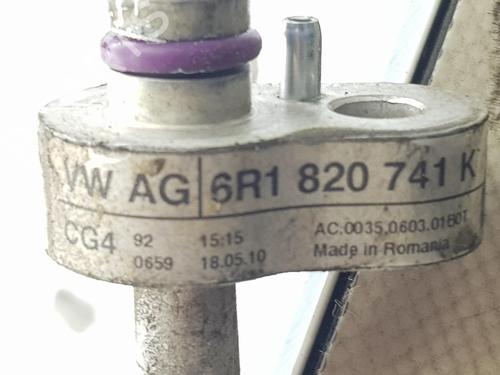 VW AG 6R1 820 741 K
CG4 92 15:15 AC:0035,0603.01B01
0659 18.05.10 Made in Romania